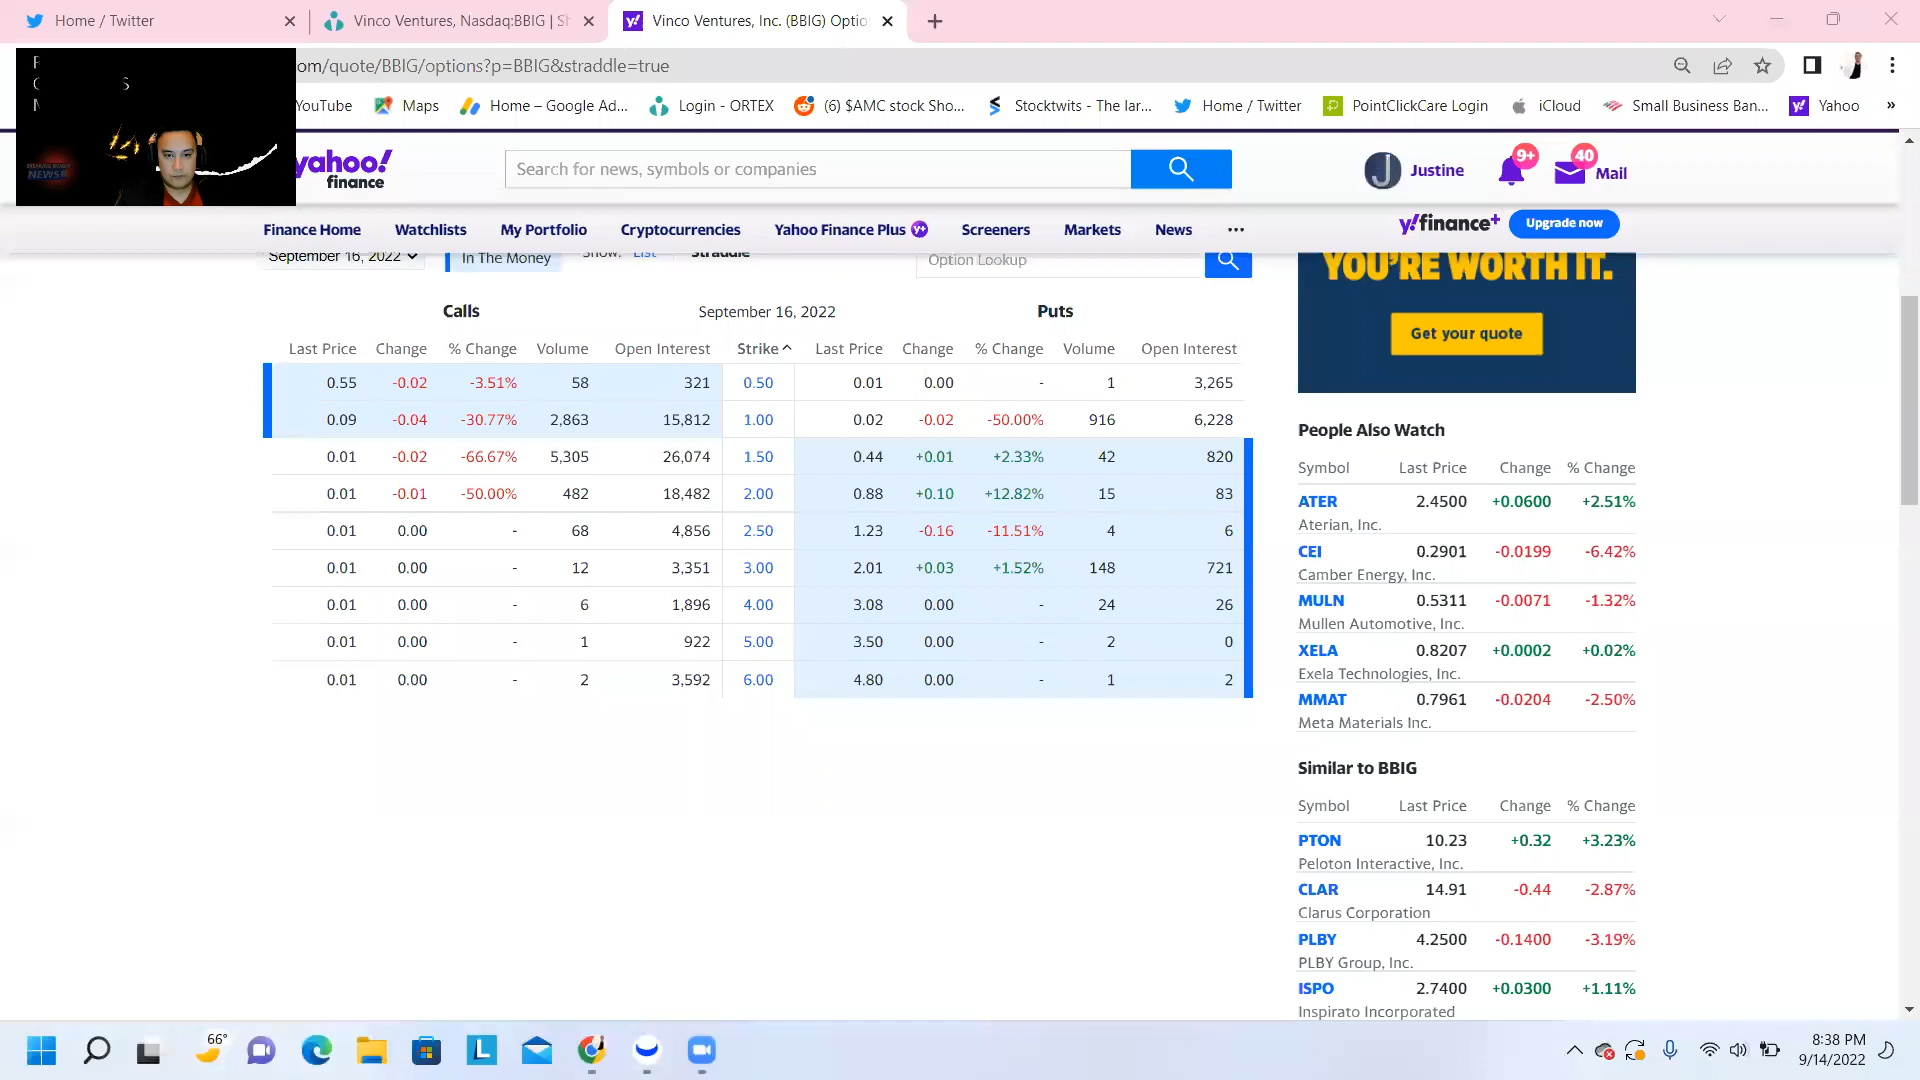 Home / Twitter
Vinco Ventures, Nasdaq:BBIG | Sh
Vinco Ventures, Inc. (BBIG) Optio
om/quote/BBIG/options?p=BBIG&straddle=true
YouTube Maps Home – Google Ad... Login - ORTEX (6) $AMC stock Sho... Stocktwits - The lar... Home / Twitter PointClickCare Login iCloud Small Business Ban... Yahoo »
NEWS
yahoo!
finance
Search for news, symbols or companies
Justine 9+ 40 Mail
Finance Home Watchlists My Portfolio Cryptocurrencies Yahoo Finance Plus Screeners Markets News ...
y!finance+ Upgrade now
September 16, 2022 In The Money Show: List Straddle Option Lookup
YOU'RE WORTH IT.
Get your quote
Calls September 16, 2022 Puts
Last Price Change % Change Volume Open Interest Strike Last Price Change % Change Volume Open Interest
0.55 -0.02 -3.51% 58 321 0.50 0.01 0.00 - 1 3,265
0.09 -0.04 -30.77% 2,863 15,812 1.00 0.02 -0.02 -50.00% 916 6,228
0.01 -0.02 -66.67% 5,305 26,074 1.50 0.44 +0.01 +2.33% 42 820
0.01 -0.01 -50.00% 482 18,482 2.00 0.88 +0.10 +12.82% 15 83
0.01 0.00 - 68 4,856 2.50 1.23 -0.16 -11.51% 4 6
0.01 0.00 - 12 3,351 3.00 2.01 +0.03 +1.52% 148 721
0.01 0.00 - 6 1,896 4.00 3.08 0.00 - 24 26
0.01 0.00 - 1 922 5.00 3.50 0.00 - 2 0
0.01 0.00 - 2 3,592 6.00 4.80 0.00 - 1 2
People Also Watch
Symbol Last Price Change % Change
ATER 2.4500 +0.0600 +2.51%
Aterian, Inc.
CEI 0.2901 -0.0199 -6.42%
Camber Energy, Inc.
MULN 0.5311 -0.0071 -1.32%
Mullen Automotive, Inc.
XELA 0.8207 +0.0002 +0.02%
Exela Technologies, Inc.
MMAT 0.7961 -0.0204 -2.50%
Meta Materials Inc.
Similar to BBIG
Symbol Last Price Change % Change
PTON 10.23 +0.32 +3.23%
Peloton Interactive, Inc.
CLAR 14.91 -0.44 -2.87%
Clarus Corporation
PLBY 4.2500 -0.1400 -3.19%
PLBY Group, Inc.
ISPO 2.7400 +0.0300 +1.11%
Inspirato Incorporated
66°
8:38 PM
9/14/2022